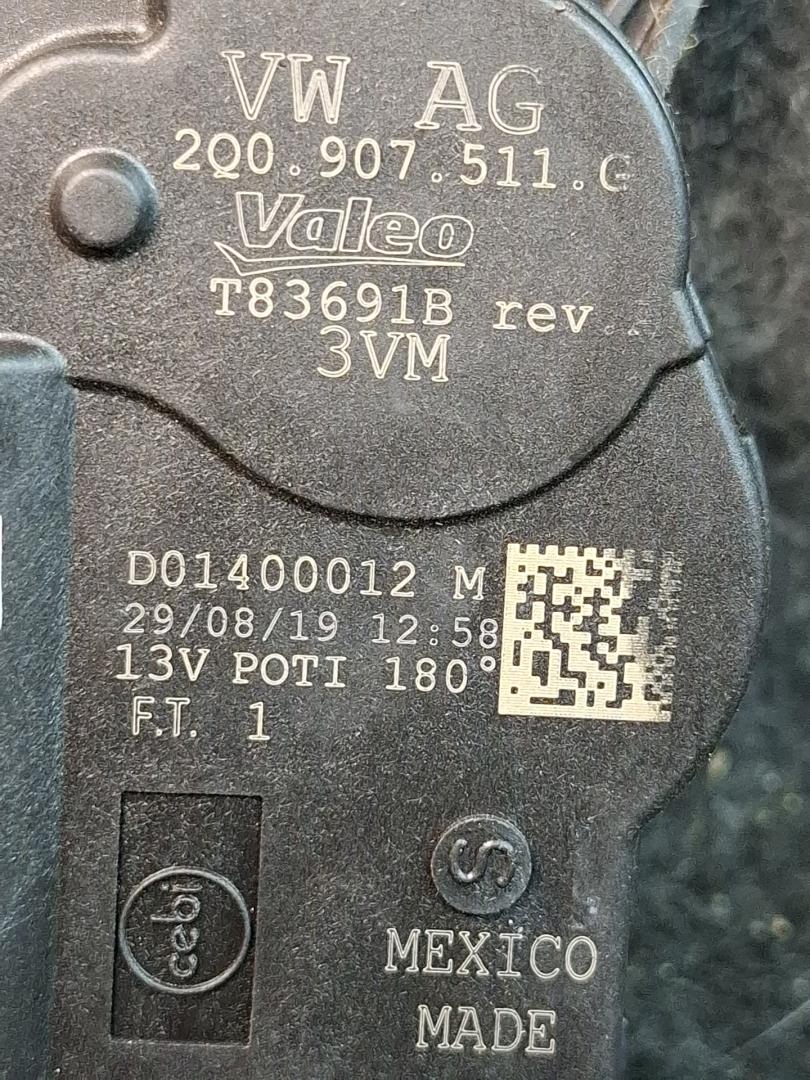 VW AG
2Q0.907.511.G
Valeo
T83691B rev.
3VM
D01400012 M
29/08/19 12:58
13V POTI 180°
F.T. 1
cebi
S
MEXICO
MADE